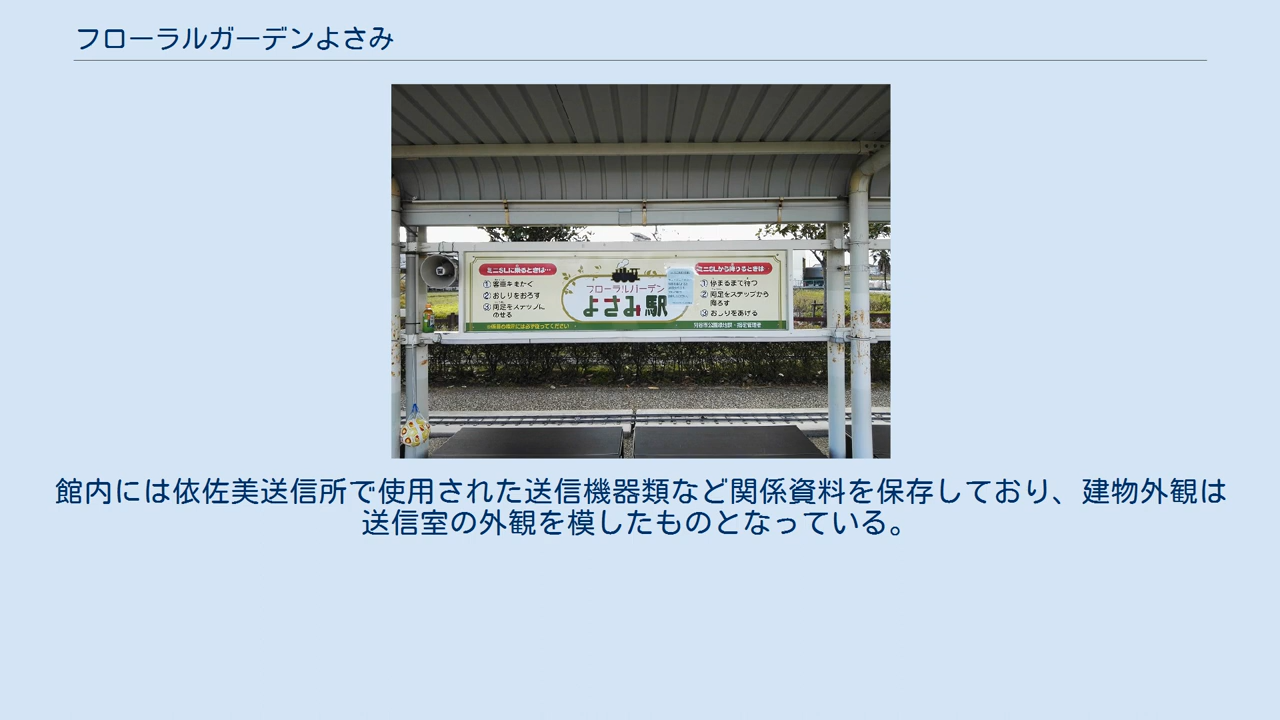 フローラルガーデンよさみ
ミニSLに乗るときは…
①客車をまたぐ
②おしりをおろす
③両足をステップに
のせる
フローラルガーデン
よさみ駅
ミニSLから降りるときは
①停まるまで待つ
②両足をステップから
降ろす
③おしりをあげる
館内には依佐美送信所で使用された送信機器類など関係資料を保存しており、建物外観は
送信室の外観を模したものとなっている。